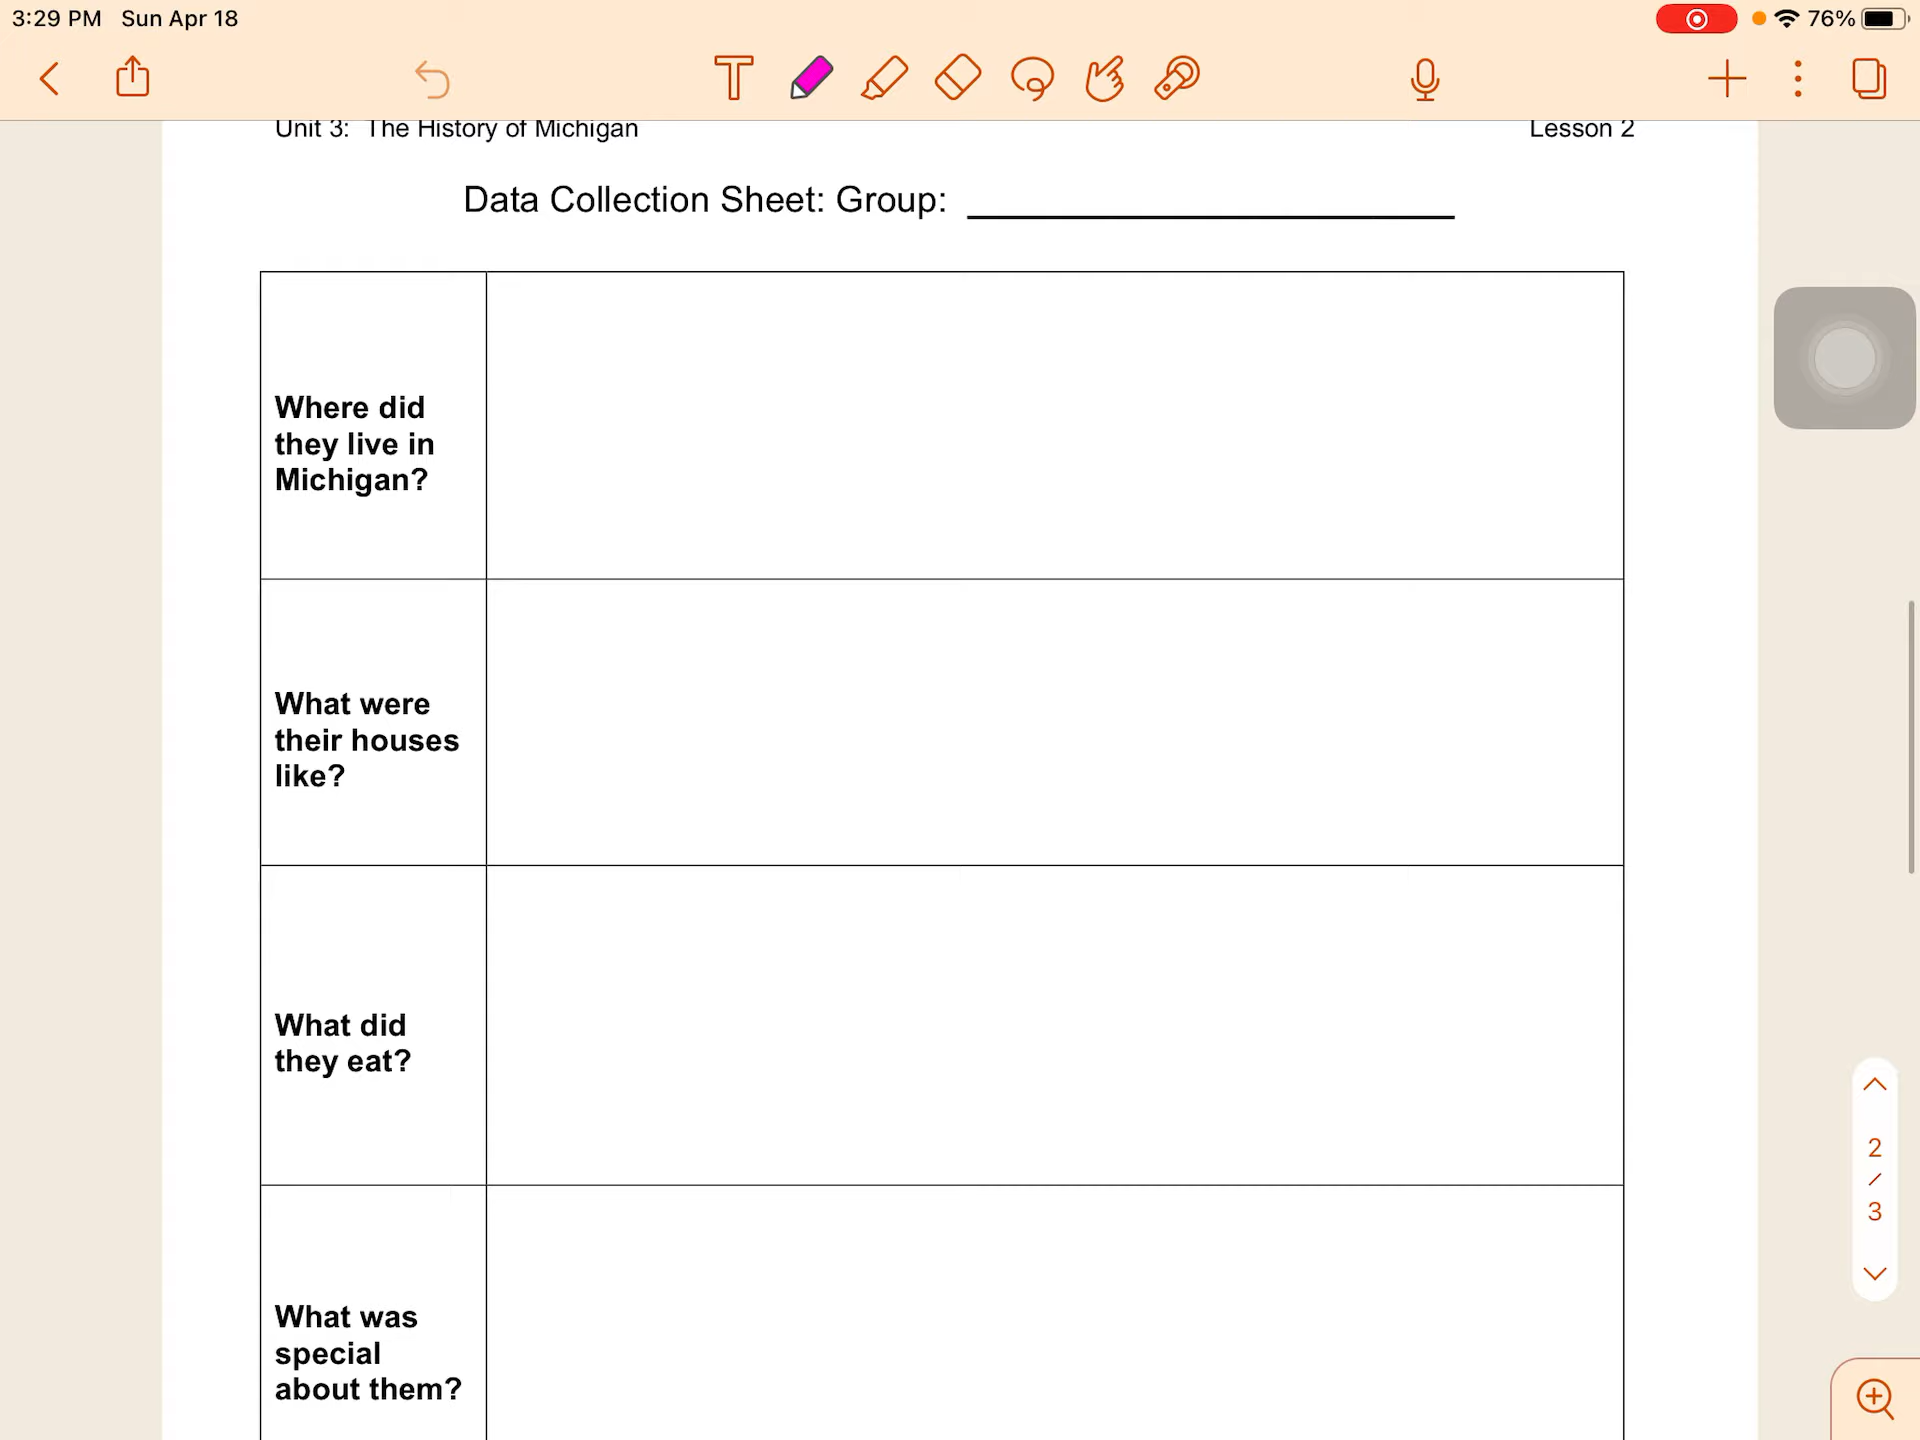 3:29 PM Sun Apr 18
76%
T
Unit 3: The History of Michigan Lesson 2
Data Collection Sheet: Group:
Where did
they live in
Michigan?
What were
their houses
like?
What did
they eat?
What was
special
about them?
2
/
3